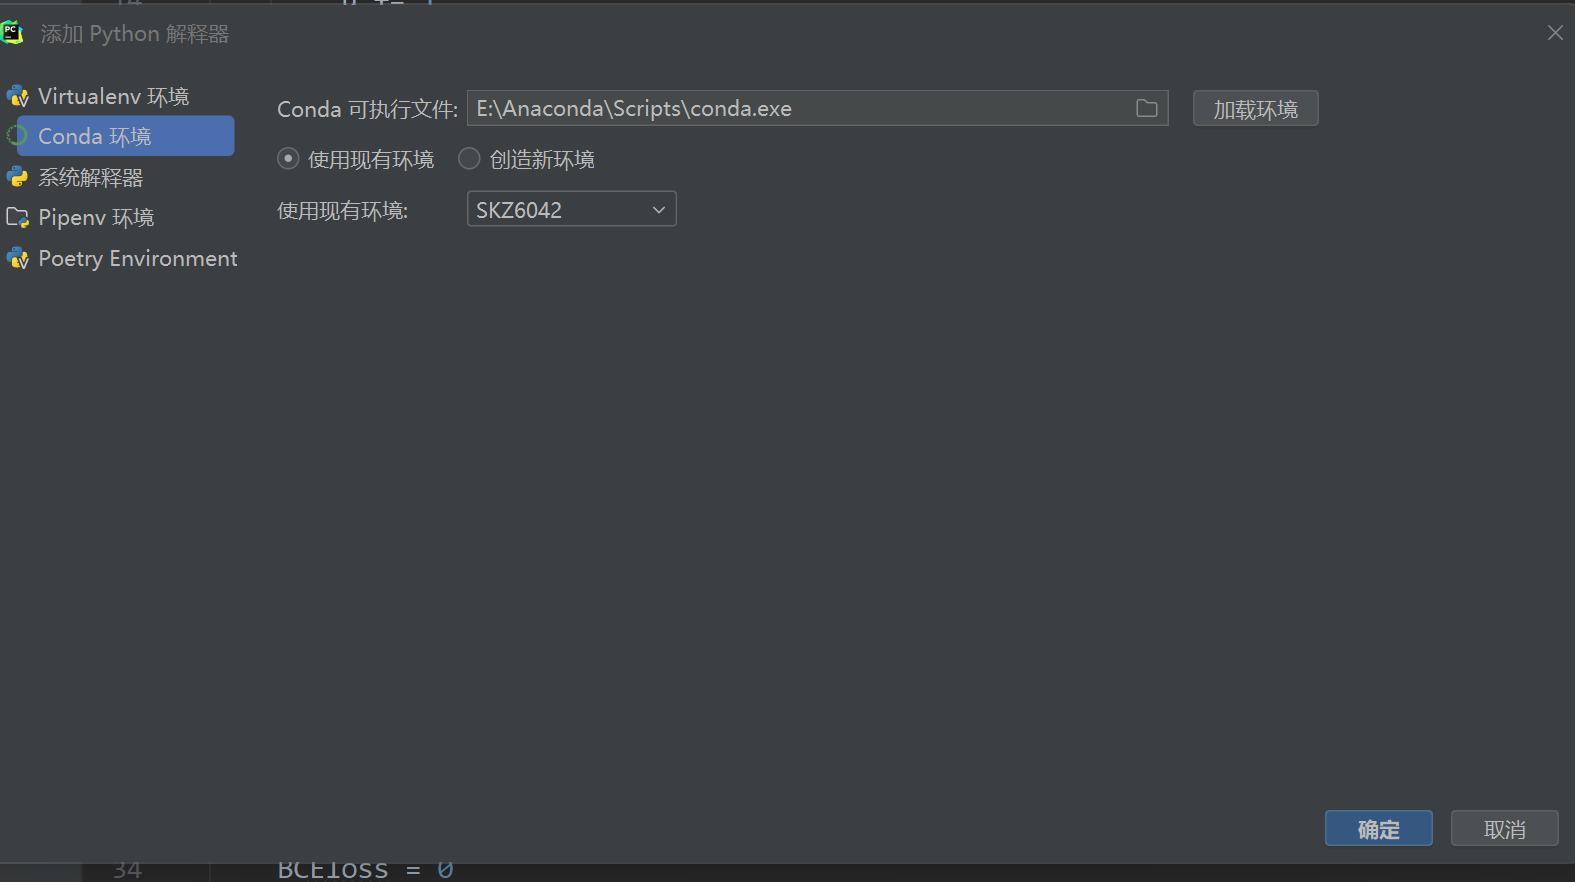 PC
添加 Python 解释器
Virtualenv 环境
Conda 环境
系统解释器
Pipenv 环境
Poetry Environment
Conda 可执行文件: E:\Anaconda\Scripts\conda.exe 加载环境
使用现有环境 创造新环境
使用现有环境: SKZ6042
确定 取消
34 BCEloss = 0